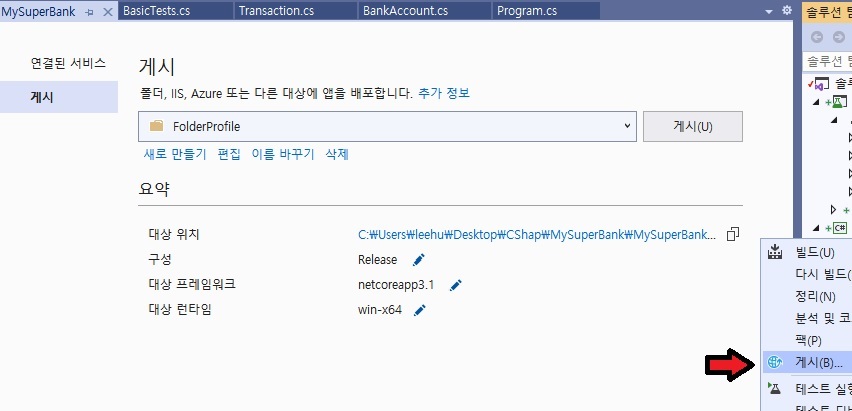 MySuperBank BasicTests.cs Transaction.cs BankAccount.cs Program.cs
솔루션 탐
연결된 서비스
게시
게시
폴더, IIS, Azure 또는 다른 대상에 앱을 배포합니다. 추가 정보
FolderProfile
게시(U)
새로 만들기 편집 이름 바꾸기 삭제
요약
대상 위치 C:₩Users₩leehu₩Desktop₩CShap₩MySuperBank₩MySuperBank...
구성 Release
대상 프레임워크 netcoreapp3.1
대상 런타임 win-x64
솔루션 탐
솔루
C#
빌드(U)
다시 빌드(
정리(N)
분석 및 코
팩(P)
게시(B)...
테스트 실행